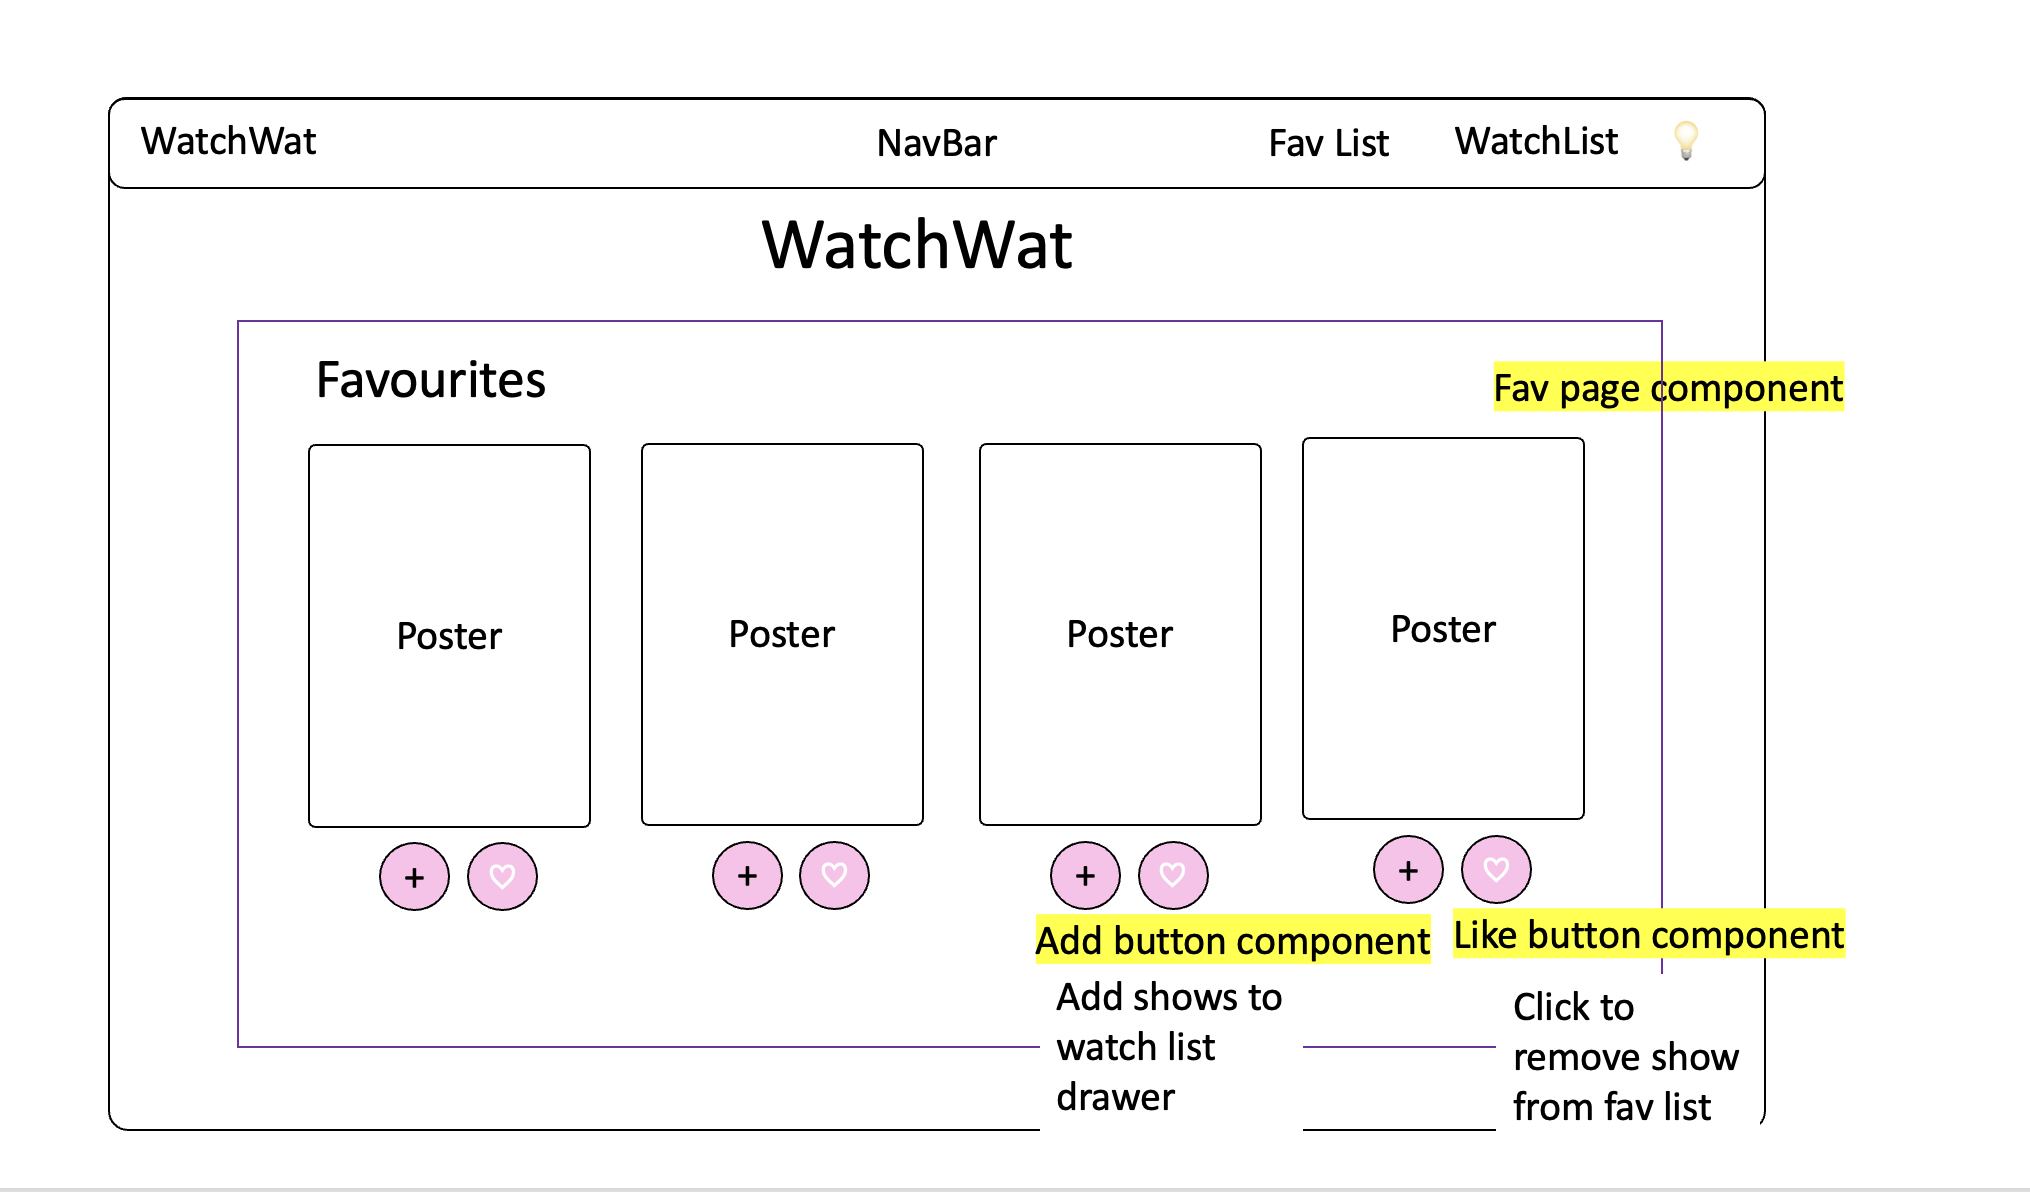 WatchWat
NavBar
Fav List
WatchList
WatchWat
Favourites
Fav page component
Poster
Poster
Poster
Poster
+
+
+
+
Add button component
Like button component
Add shows to
watch list
drawer
Click to
remove show
from fav list